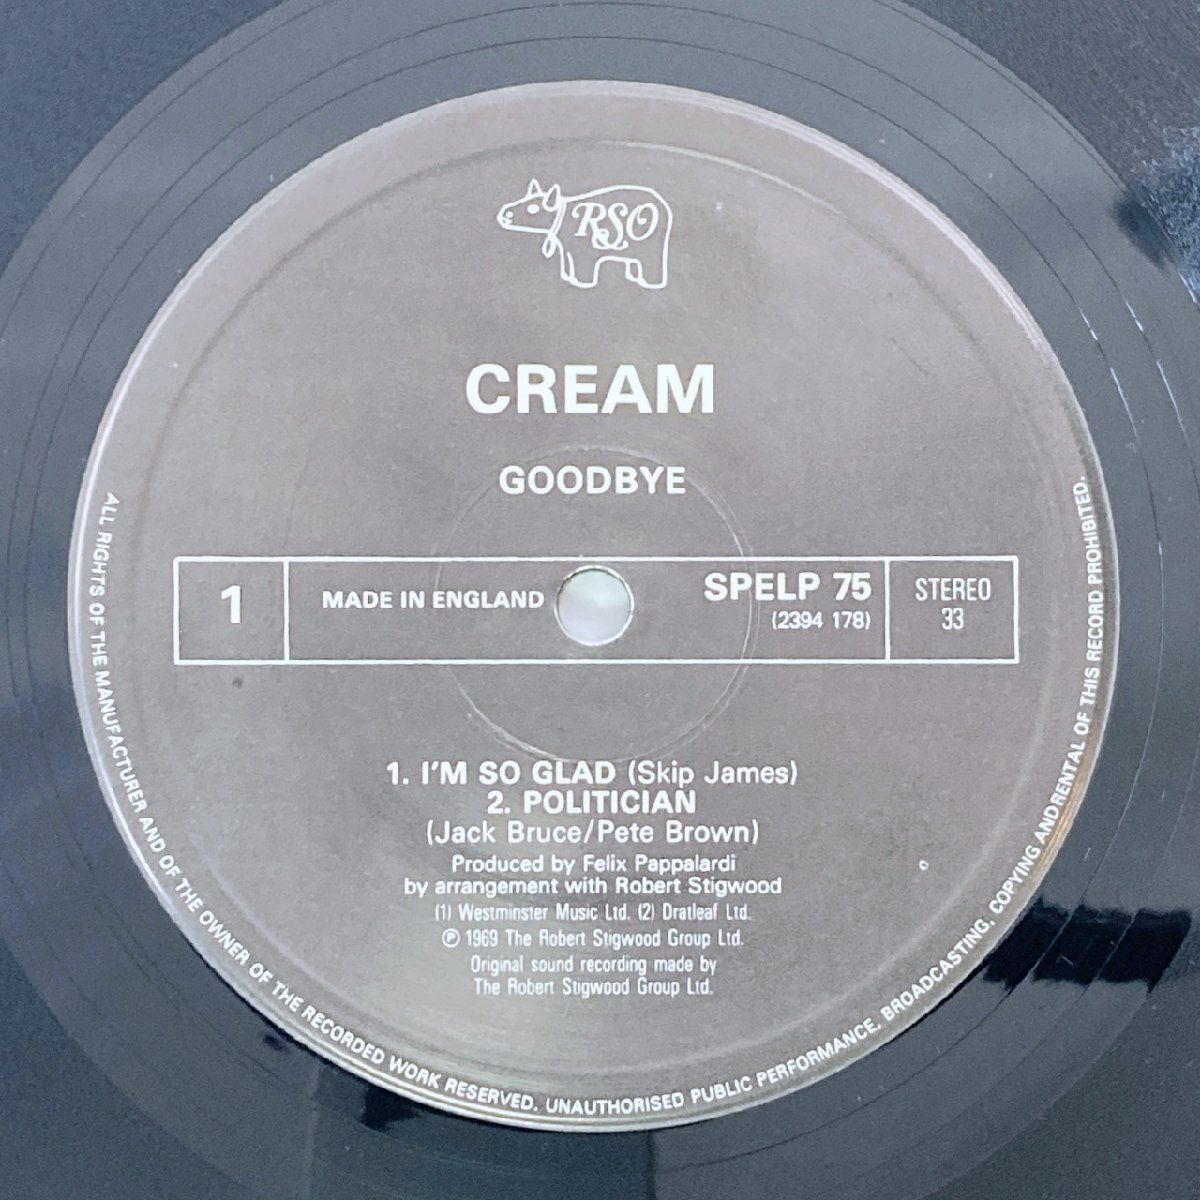 RSO
CREAM
GOODBYE
1
MADE IN ENGLAND
SPELP 75
(2394 178)
STEREO
33
1. I'M SO GLAD (Skip James)
2. POLITICIAN
(Jack Bruce/Pete Brown)
Produced by Felix Pappalardi
by arrangement with Robert Stigwood
(1) Westminster Music Ltd. (2) Dratleaf Ltd.
℗ 1969 The Robert Stigwood Group Ltd.
Original sound recording made by
The Robert Stigwood Group Ltd.
ALL RIGHTS OF THE MANUFACTURER AND OF THE OWNER OF THE RECORDED WORK RESERVED. UNAUTHORISED PUBLIC PERFORMANCE, BROADCASTING, COPYING AND RENTAL OF THIS RECORD PROHIBITED.